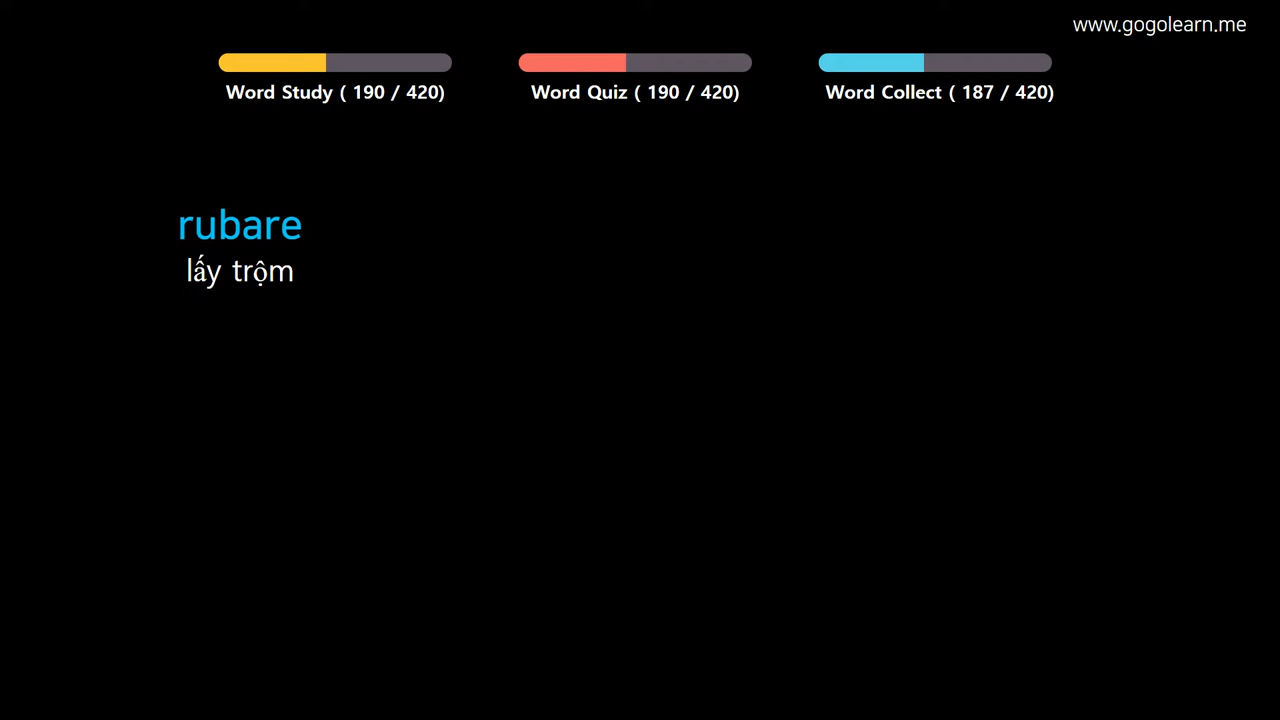 www.gogolearn.me
Word Study ( 190 / 420)
Word Quiz ( 190 / 420)
Word Collect ( 187 / 420)
rubare
lấy trộm